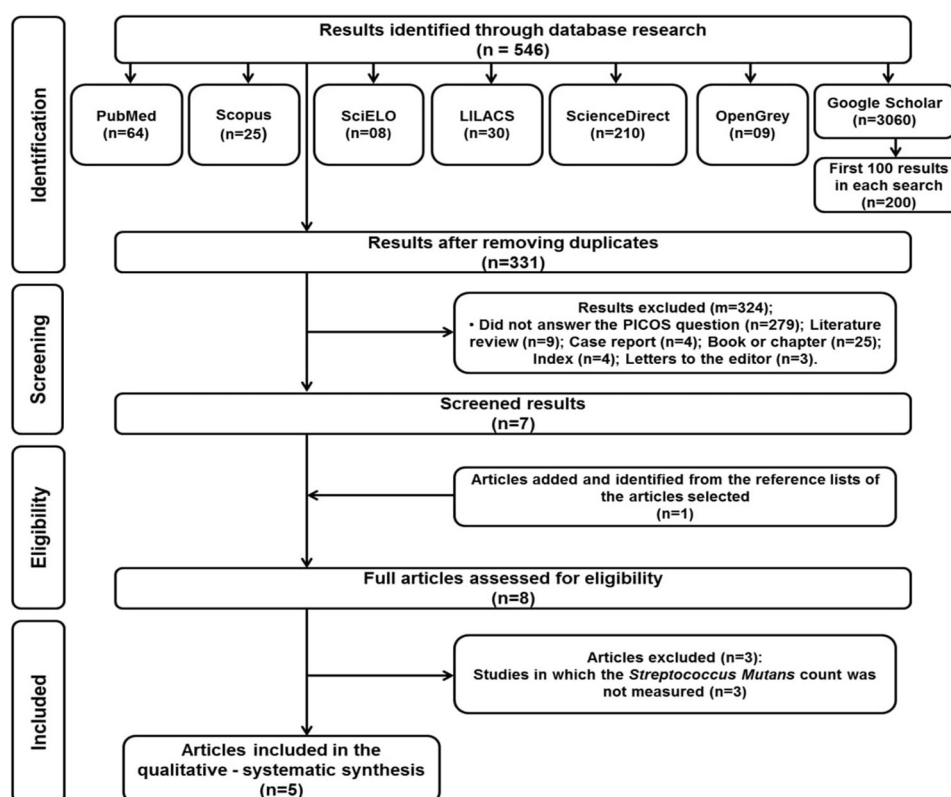 Identification
Results identified through database research
(n = 546)
PubMed
(n=64)
Scopus
(n=25)
SciELO
(n=08)
LILACS
(n=30)
ScienceDirect
(n=210)
OpenGrey
(n=09)
Google Scholar
(n=3060)
First 100 results
in each search
(n=200)
Results after removing duplicates
(n=331)
Screening
Results excluded (m=324);
• Did not answer the PICOS question (n=279); Literature
review (n=9); Case report (n=4); Book or chapter (n=25);
Index (n=4); Letters to the editor (n=3).
Screened results
(n=7)
Eligibility
Articles added and identified from the reference lists of
the articles selected
(n=1)
Full articles assessed for eligibility
(n=8)
Included
Articles excluded (n=3):
Studies in which the Streptococcus Mutans count was
not measured (n=3)
Articles included in the
qualitative - systematic synthesis
(n=5)